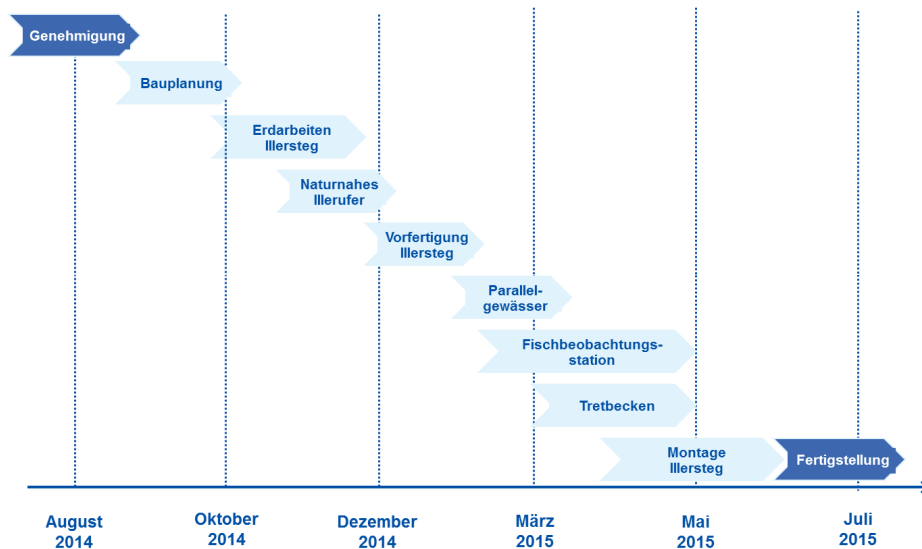 Genehmigung
Bauplanung
Erdarbeiten
Illersteg
Naturnahes
Illerufer
Vorfertigung
Illersteg
Parallel-
gewässer
Fischbeobachtungs-
station
Tretbecken
Montage
Illersteg
Fertigstellung
August
2014
Oktober
2014
Dezember
2014
März
2015
Mai
2015
Juli
2015